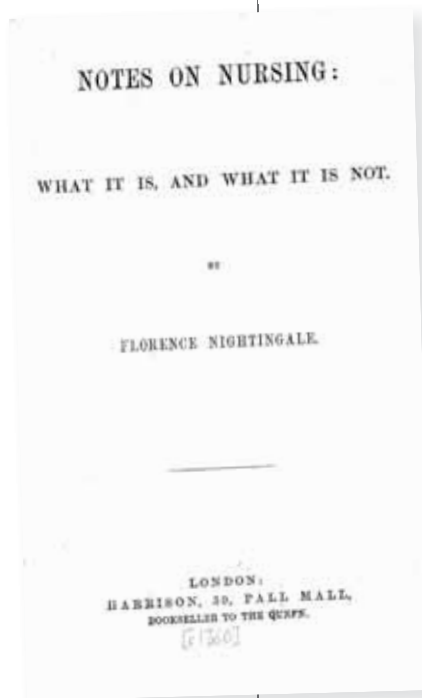 NOTES ON NURSING:
WHAT IT IS, AND WHAT IT IS NOT.
BY
FLORENCE NIGHTINGALE.
LONDON:
HARRISON, 59, PALL MALL,
BOOKSELLER TO THE QUEEN.